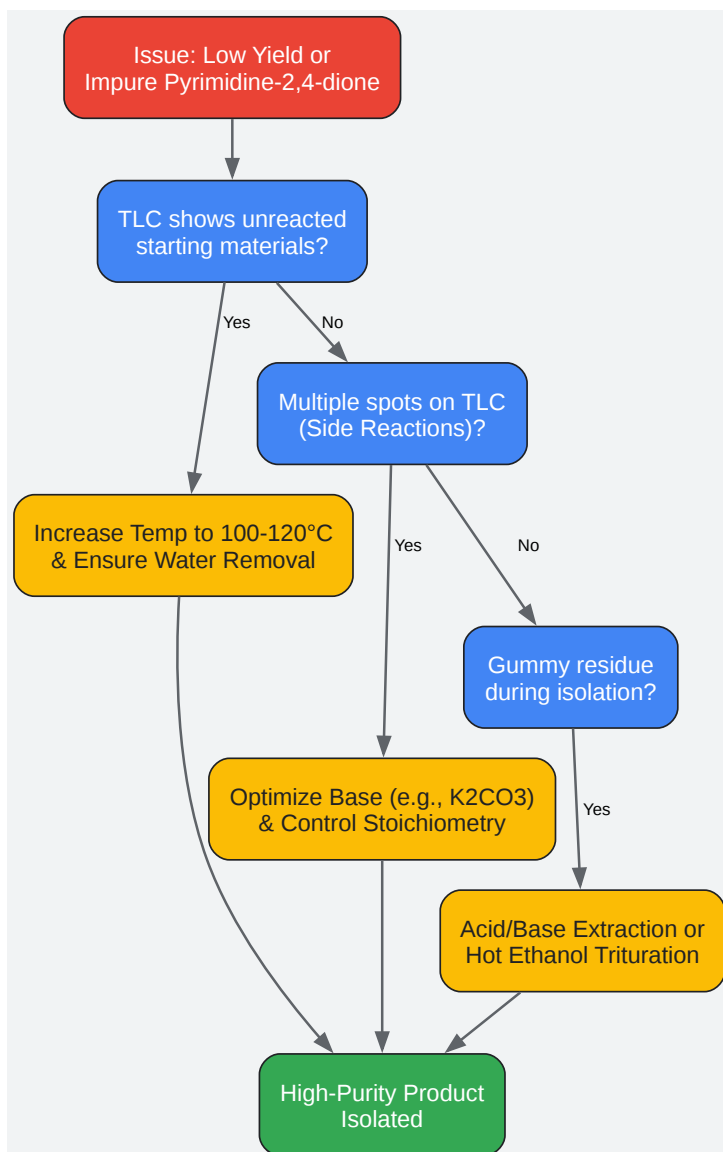 Issue: Low Yield or
Impure Pyrimidine-2,4-dione
TLC shows unreacted
starting materials?
Yes
No
Multiple spots on TLC
(Side Reactions)?
Increase Temp to 100-120°C
& Ensure Water Removal
Yes
No
Gummy residue
during isolation?
Optimize Base (e.g., K2CO3)
& Control Stoichiometry
Yes
Acid/Base Extraction or
Hot Ethanol Trituration
High-Purity Product
Isolated